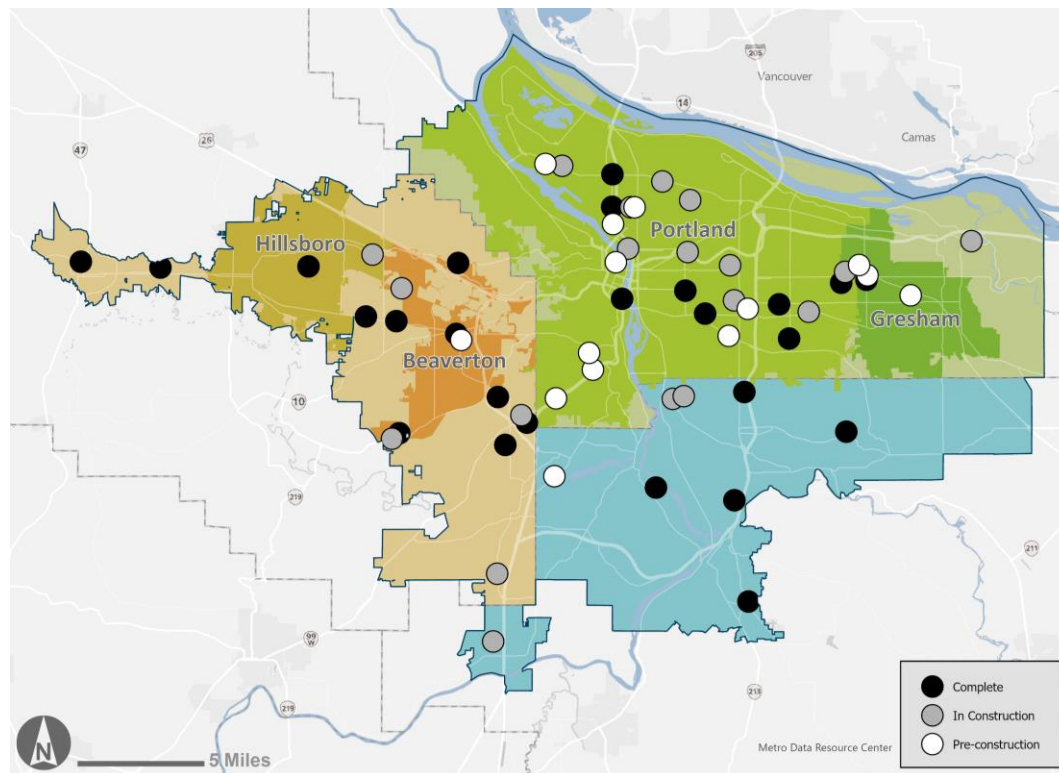 205
Vancouver
14
Camas
47
26
Portland
Hillsboro
Gresham
Beaverton
10
219
211
99
W
219
213
Complete
In Construction
Pre-construction
N
5 Miles
Metro Data Resource Center